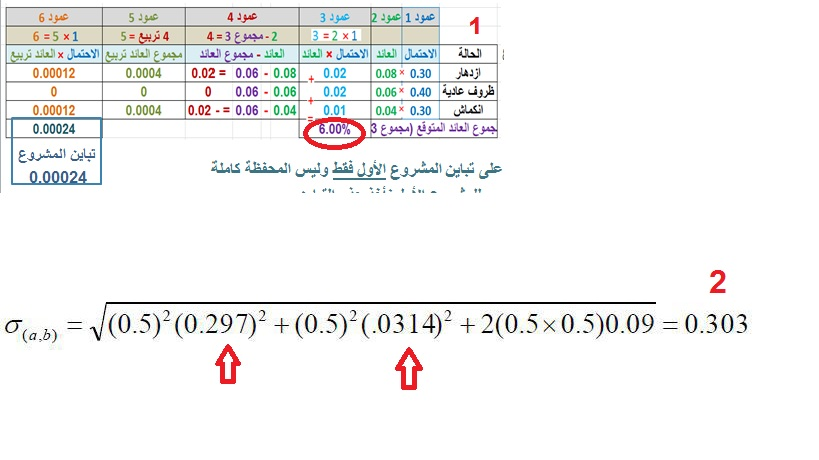 عمود 1 عمود 2 عمود 3 عمود 4 عمود 5 عمود 6
1
1 × 2 = 3 2 - مجموع 3 = 4 4 تربيع = 5 1 × 5 = 6
الحالة الاحتمال العائد الاحتمال × العائد العائد - مجموع العائد مجموع العائد تربيع الاحتمال × العائد تربيع
ازدهار 0.30 × 0.08 0.02 0.08 - 0.06 = 0.02 0.0004 0.00012
+
ظروف عادية 0.40 × 0.06 0.02 0.06 - 0.06 0 0 0
+
انكماش 0.30 × 0.04 0.01 0.04 - 0.06 = - 0.02 0.0004 0.00012
=
جموع العائد المتوقع (مجموع 3 6.00% 0.00024
تباين المشروع
0.00024
على تباين المشروع الأول فقط وليس المحفظة كاملة
2
σ(a,b) = √(0.5)²(0.297)² + (0.5)²(.0314)² + 2(0.5×0.5)0.09 = 0.303